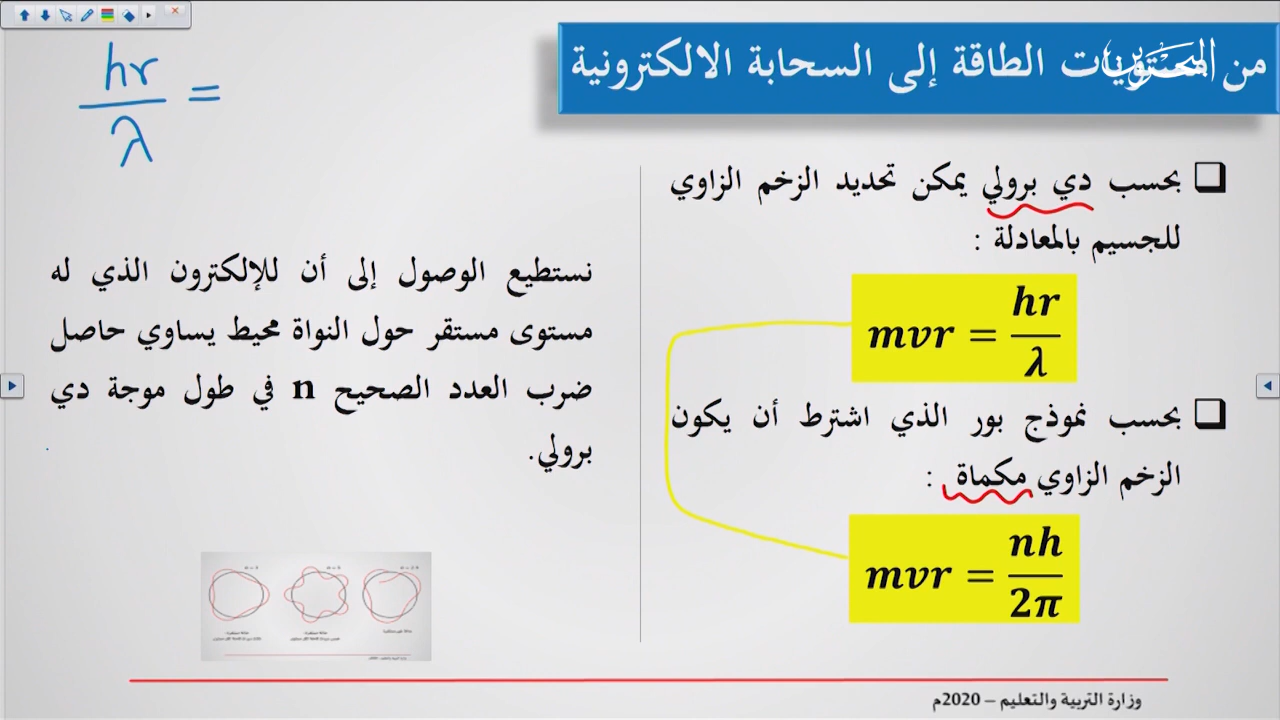 من محتويات الطاقة إلى السحابة الالكترونية
البحرين
بحسب دي برولي يمكن تحديد الزخم الزاوي
للجسيم بالمعادلة :
mvr = hr/λ
بحسب نموذج بور الذي اشترط أن يكون
الزخم الزاوي مكماة :
mvr = nh/2π
hr/λ =
نستطيع الوصول إلى أن للإلكترون الذي له
مستوى مستقر حول النواة محيط يساوي حاصل
ضرب العدد الصحيح n في طول موجة دي
برولي.
وزارة التربية والتعليم – 2020م